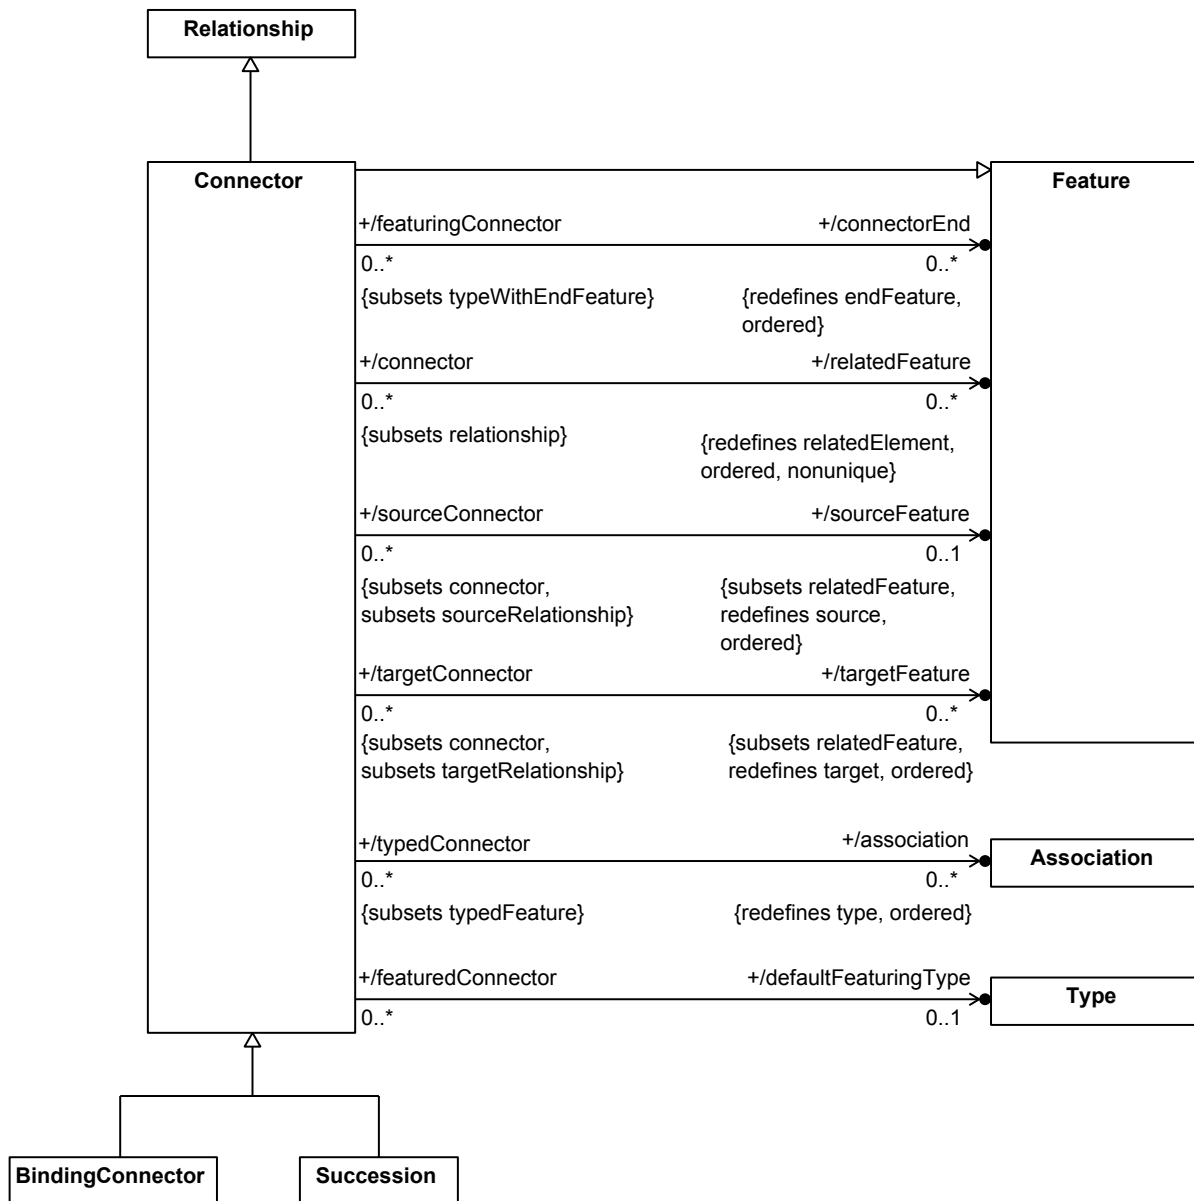 Relationship
Connector
Feature
+/featuringConnector
+/connectorEnd
0..*
0..*
{subsets typeWithEndFeature}
{redefines endFeature,
ordered}
+/connector
+/relatedFeature
0..*
0..*
{subsets relationship}
{redefines relatedElement,
ordered, nonunique}
+/sourceConnector
+/sourceFeature
0..*
0..1
{subsets connector,
subsets sourceRelationship}
{subsets relatedFeature,
redefines source,
ordered}
+/targetConnector
+/targetFeature
0..*
0..*
{subsets connector,
subsets targetRelationship}
{subsets relatedFeature,
redefines target, ordered}
+/typedConnector
+/association
Association
0..*
0..*
{subsets typedFeature}
{redefines type, ordered}
+/featuredConnector
+/defaultFeaturingType
Type
0..*
0..1
BindingConnector
Succession